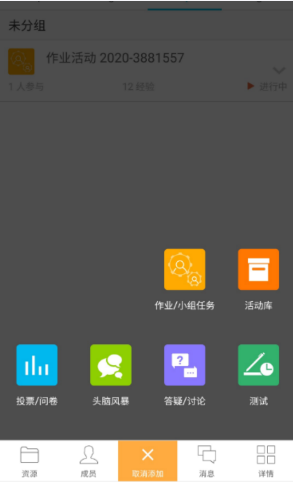 未分组
作业活动 2020-3881557
1 人参与 12 经验 进行中
作业/小组任务 活动库
投票/问卷 头脑风暴 答疑/讨论 测试
资源 成员 取消添加 消息 详情